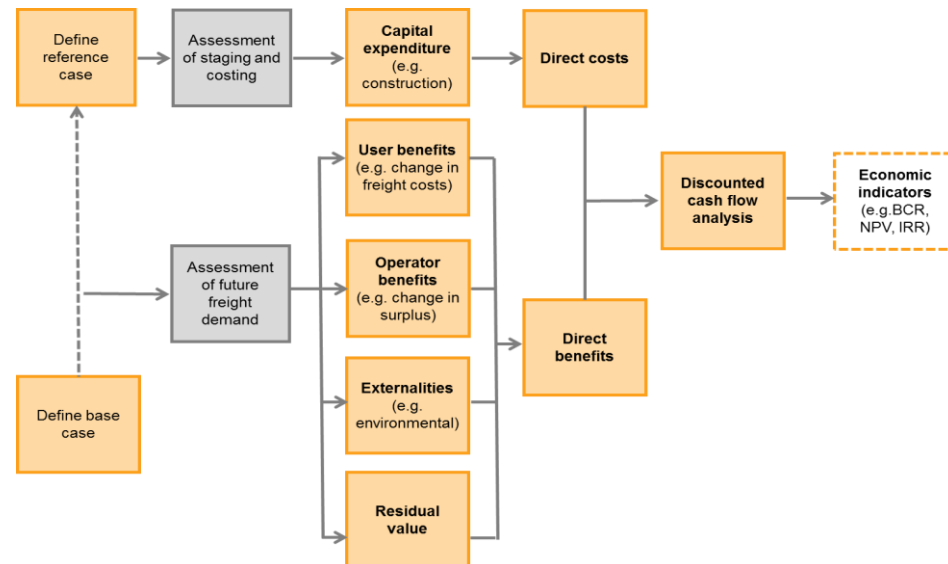 Define
reference
case
Assessment
of staging and
costing
Capital
expenditure
(e.g.
construction)
Direct costs
User benefits
(e.g. change in
freight costs)
Discounted
cash flow
analysis
Economic
indicators
(e.g.BCR,
NPV, IRR)
Assessment
of future
freight
demand
Operator
benefits
(e.g. change in
surplus)
Direct
benefits
Define base
case
Externalities
(e.g.
environmental)
Residual
value